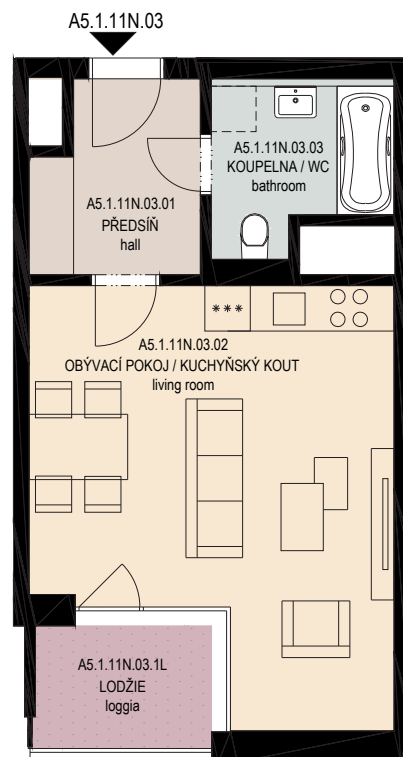 A5.1.11N.03
A5.1.11N.03.03
KOUPELNA / WC
bathroom
A5.1.11N.03.01
PŘEDSÍŇ
hall
***
A5.1.11N.03.02
OBÝVACÍ POKOJ / KUCHYŇSKÝ KOUT
living room
A5.1.11N.03.1L
LODŽIE
loggia